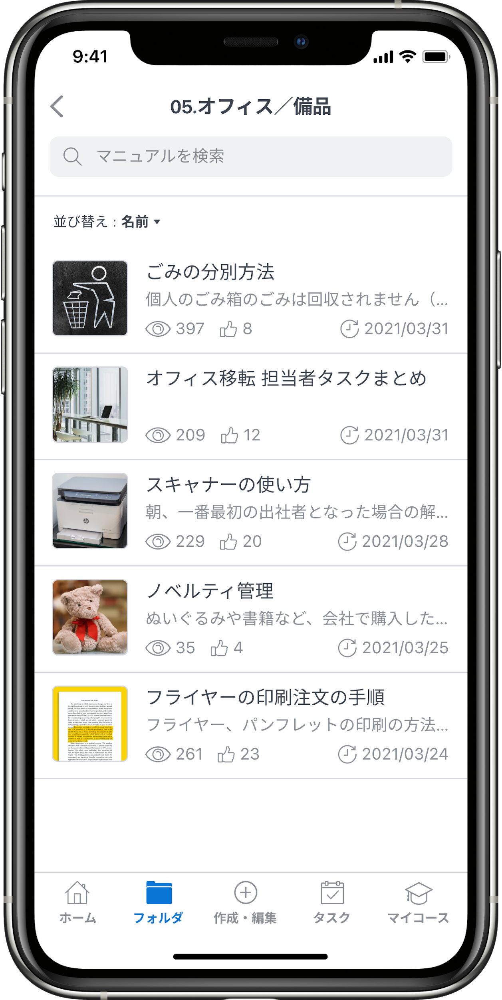 9:41
05.オフィス／備品
マニュアルを検索
並び替え : 名前
ごみの分別方法
個人のごみ箱のごみは回収されません（...
397 8 2021/03/31
オフィス移転 担当者タスクまとめ
209 12 2021/03/31
スキャナーの使い方
朝、一番最初の出社者となった場合の解...
229 20 2021/03/28
ノベルティ管理
ぬいぐるみや書籍など、会社で購入した...
35 4 2021/03/25
フライヤーの印刷注文の手順
フライヤー、パンフレットの印刷の方法...
261 23 2021/03/24
ホーム フォルダ 作成・編集 タスク マイコース